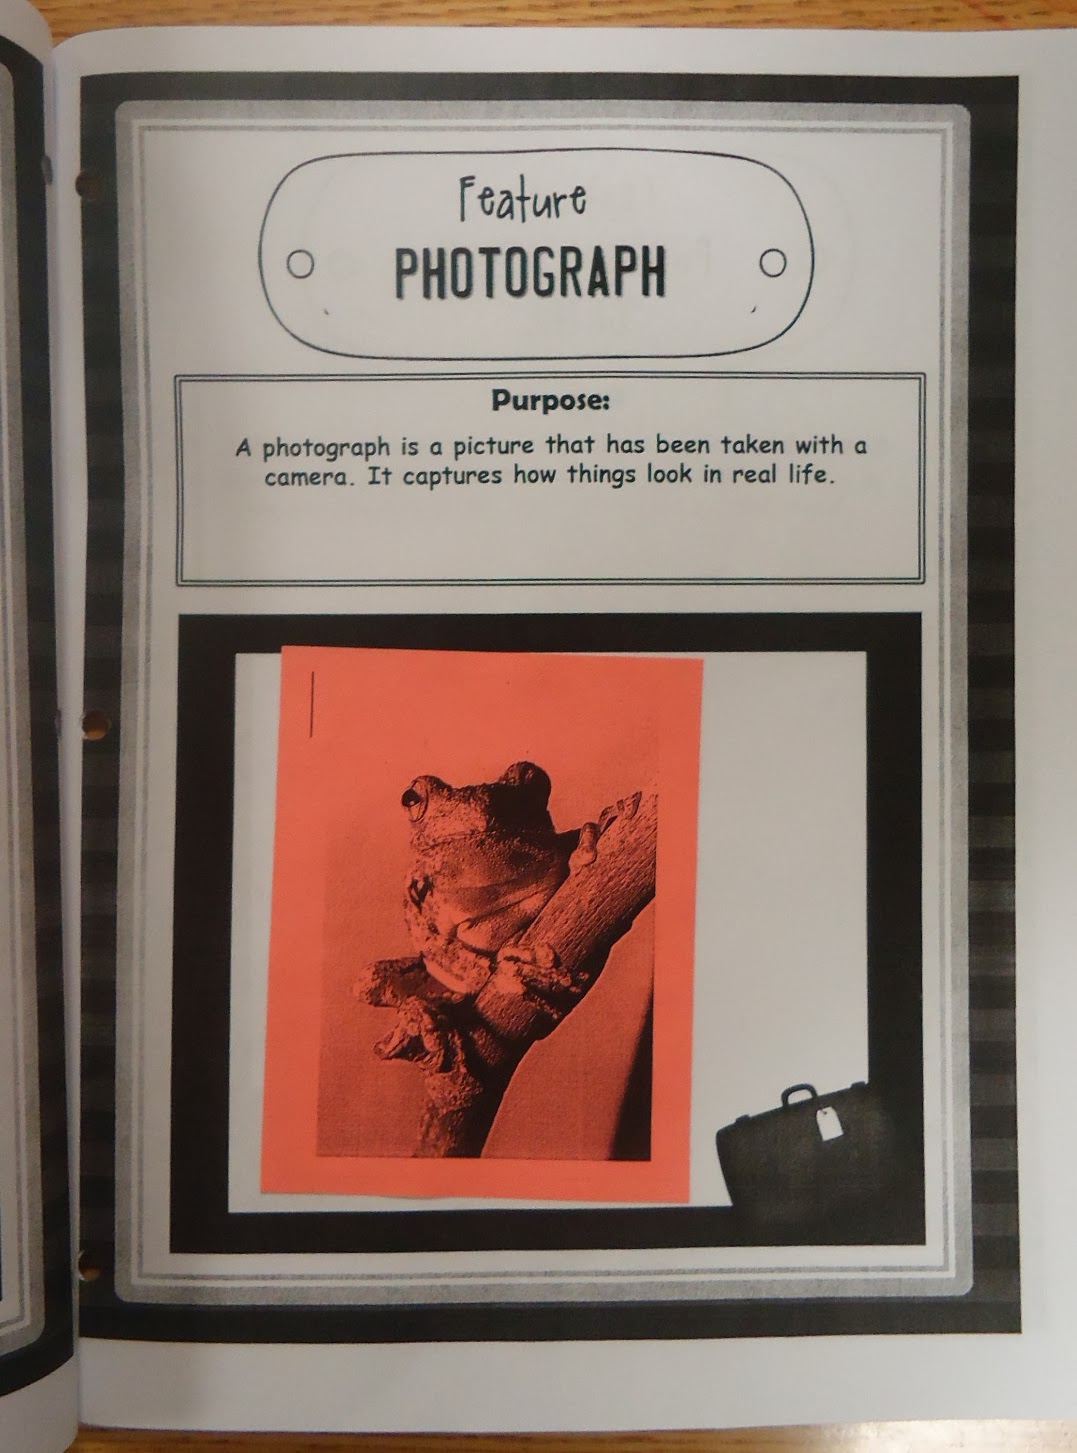 Feature
PHOTOGRAPH
Purpose:
A photograph is a picture that has been taken with a
camera. It captures how things look in real life.